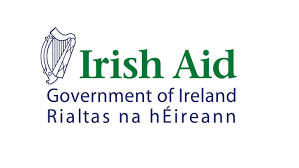 Irish Aid
Government of Ireland
Rialtas na hÉireann